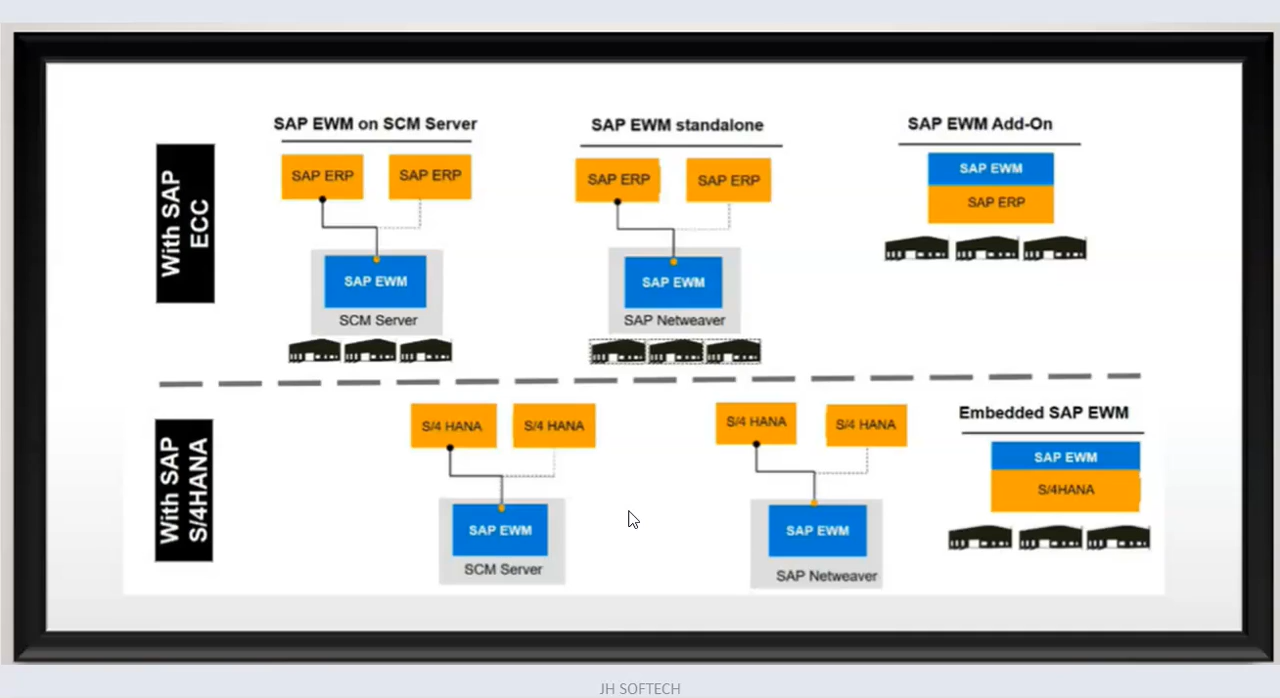 SAP EWM on SCM Server
SAP EWM standalone
SAP EWM Add-On
With SAP
ECC
SAP ERP
SAP ERP
SAP EWM
SCM Server
SAP ERP
SAP ERP
SAP EWM
SAP Netweaver
SAP EWM
SAP ERP
With SAP
S/4HANA
S/4 HANA
S/4 HANA
SAP EWM
SCM Server
S/4 HANA
S/4 HANA
SAP EWM
SAP Netweaver
Embedded SAP EWM
SAP EWM
S/4HANA
JH SOFTECH